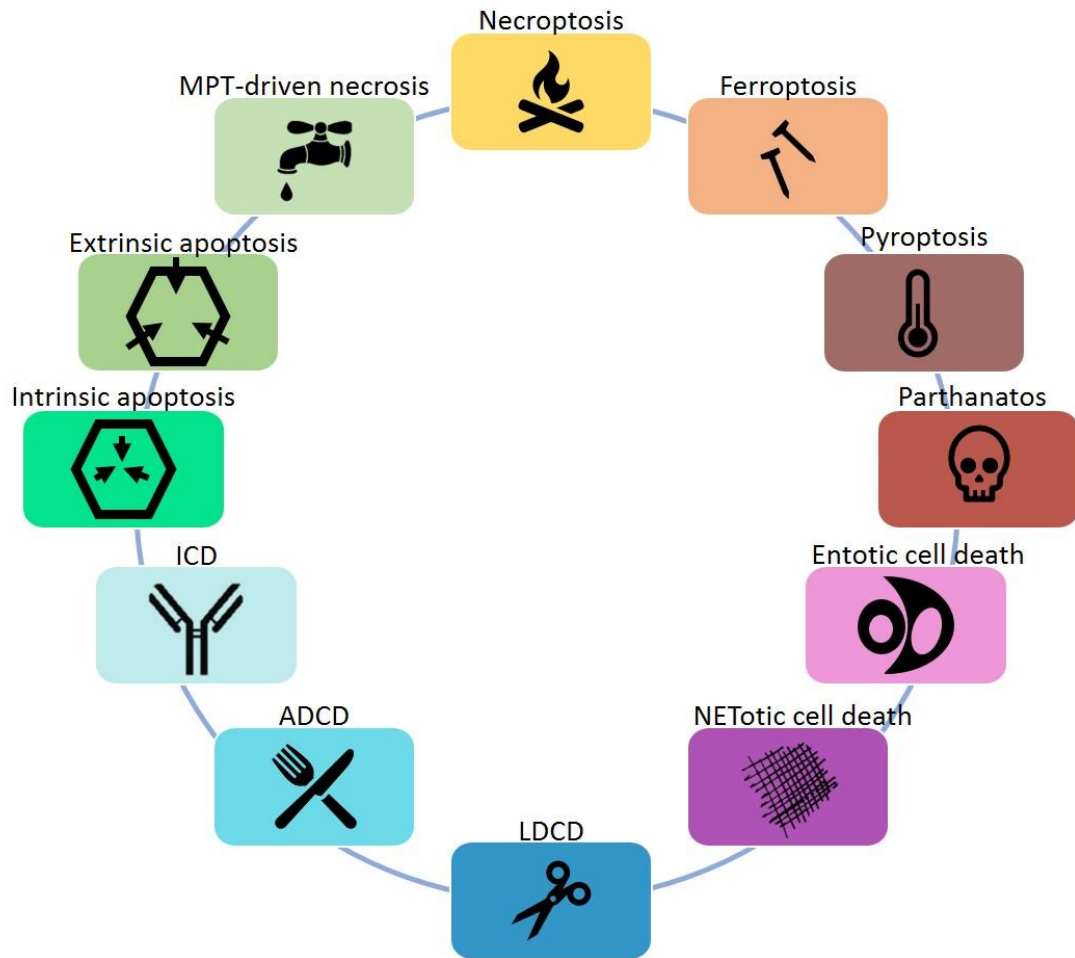 Necroptosis
MPT-driven necrosis
Ferroptosis
Extrinsic apoptosis
Pyroptosis
Intrinsic apoptosis
Parthanatos
ICD
Entotic cell death
ADCD
NETotic cell death
LDCD